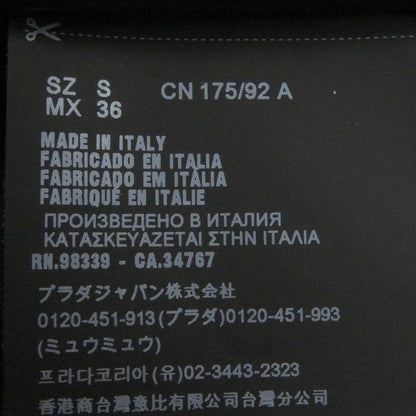 SZ S CN 175/92 A
MX 36
MADE IN ITALY
FABRICADO EN ITALIA
FABRICADO EM ITÁLIA
FABRIQUÉ EN ITALIE
ПРОИЗВЕДЕНО В ИТАЛИЯ
ΚΑΤΑΣΚΕΥΑΖΕΤΑΙ ΣΤΗΝ ΙΤΑΛΙΑ
RN.98339 - CA.34767
プラダジャパン株式会社
0120-451-913(プラダ)0120-451-993
(ミュウミュウ)
프라다코리아(유) 02-3443-2323
香港商台灣意比有限公司台灣分公司